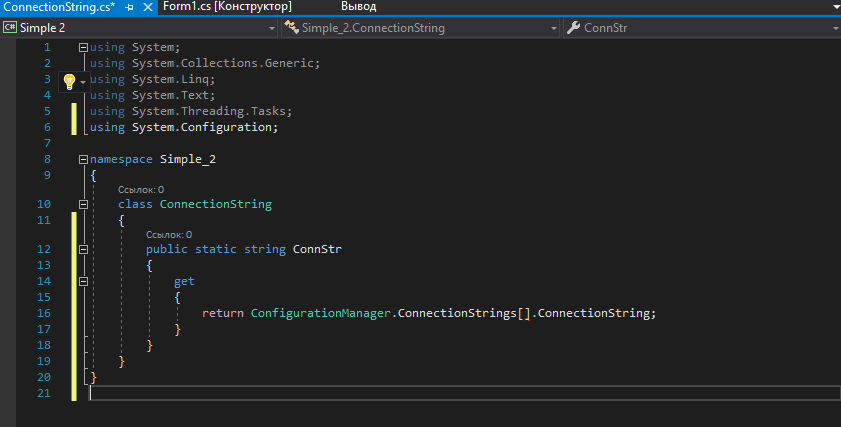 ConnectionString.cs*
Form1.cs [Конструктор]
Вывод
C# Simple 2
Simple_2.ConnectionString
ConnStr
1 using System;
2 using System.Collections.Generic;
3 using System.Linq;
4 using System.Text;
5 using System.Threading.Tasks;
6 using System.Configuration;
7
8 namespace Simple_2
9 {
Ссылок: 0
10 class ConnectionString
11 {
Ссылок: 0
12 public static string ConnStr
13 {
14 get
15 {
16 return ConfigurationManager.ConnectionStrings[].ConnectionString;
17 }
18 }
19 }
20 }
21